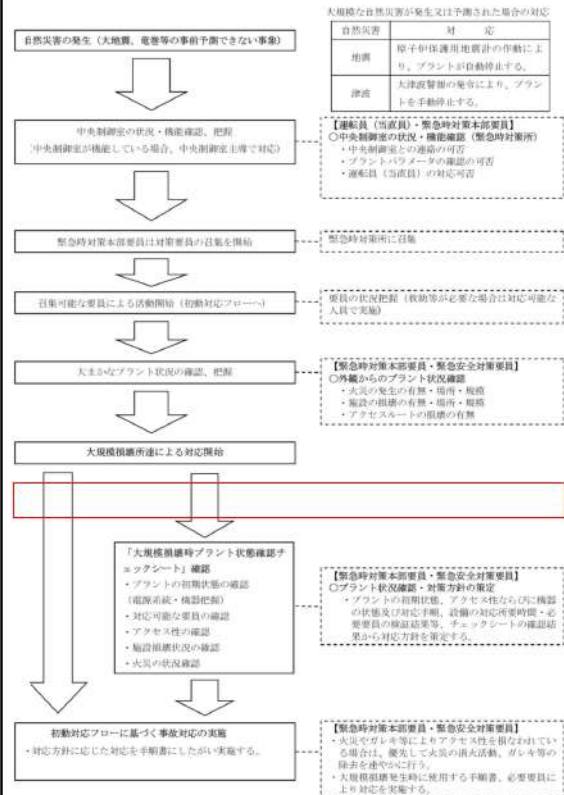 大規模な自然災害が発生又は予測された場合の対応
自然災害 対応
地震 原子炉保護用地震計の作動によ
り、プラントが自動停止する。
津波 大津波警報の発令により、プラン
トを手動停止する。
自然災害の発生（大地震、竜巻等の事前予測できない事象）
中央制御室の状況・機能確認、把握
（中央制御室が機能している場合、中央制御室主導で対応）
【運転員（当直員）・緊急時対策本部要員】
○中央制御室の状況・機能確認（緊急時対策所）
・中央制御室との連絡の可否
・プラントパラメータの確認の可否
・運転員（当直員）の対応可否
緊急時対策本部要員は対策要員の召集を開始
緊急時対策所に召集
召集可能な要員による活動開始（初動対応フローへ）
要員の状況把握（救助等が必要な場合は対応可能な
人員で実施）
大まかなプラント状況の確認、把握
【緊急時対策本部要員・緊急安全対策要員】
○外観からのプラント状況確認
・火災の発生の有無・場所・規模
・施設の損壊の有無・場所・規模
・アクセスルートの損壊の有無
大規模損壊所達による対応開始
「大規模損壊時プラント状態確認チ
ェックシート」確認
・プラントの初期状態の確認
（電源系統・機器把握）
・対応可能な要員の確認
・アクセス性の確認
・施設損壊状況の確認
・火災の状況確認
【緊急時対策本部要員・緊急安全対策要員】
○プラント状況確認・対策方針の策定
・プラントの初期状態、アクセス性ならびに機器
の状態及び対応手順、設備の対応所要時間・必
要要員の検証結果等、チェックシートの確認結
果から対応方針を策定する。
初動対応フローに基づく事故対応の実施
・対応方針に応じた対応を手順書にしたがい実施する。
【緊急時対策本部要員・緊急安全対策要員】
・火災やガレキ等によりアクセス性を損なわれてい
る場合は、優先して火災の消火活動、ガレキ等の
除去を速やかに行う。
・大規模損壊発生時に使用する手順書、必要要員に
より対応を実施する。